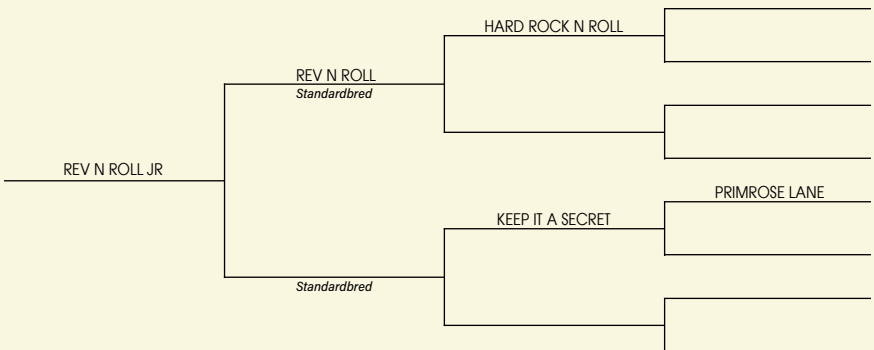 HARD ROCK N ROLL
REV N ROLL
Standardbred
REV N ROLL JR
PRIMROSE LANE
KEEP IT A SECRET
Standardbred